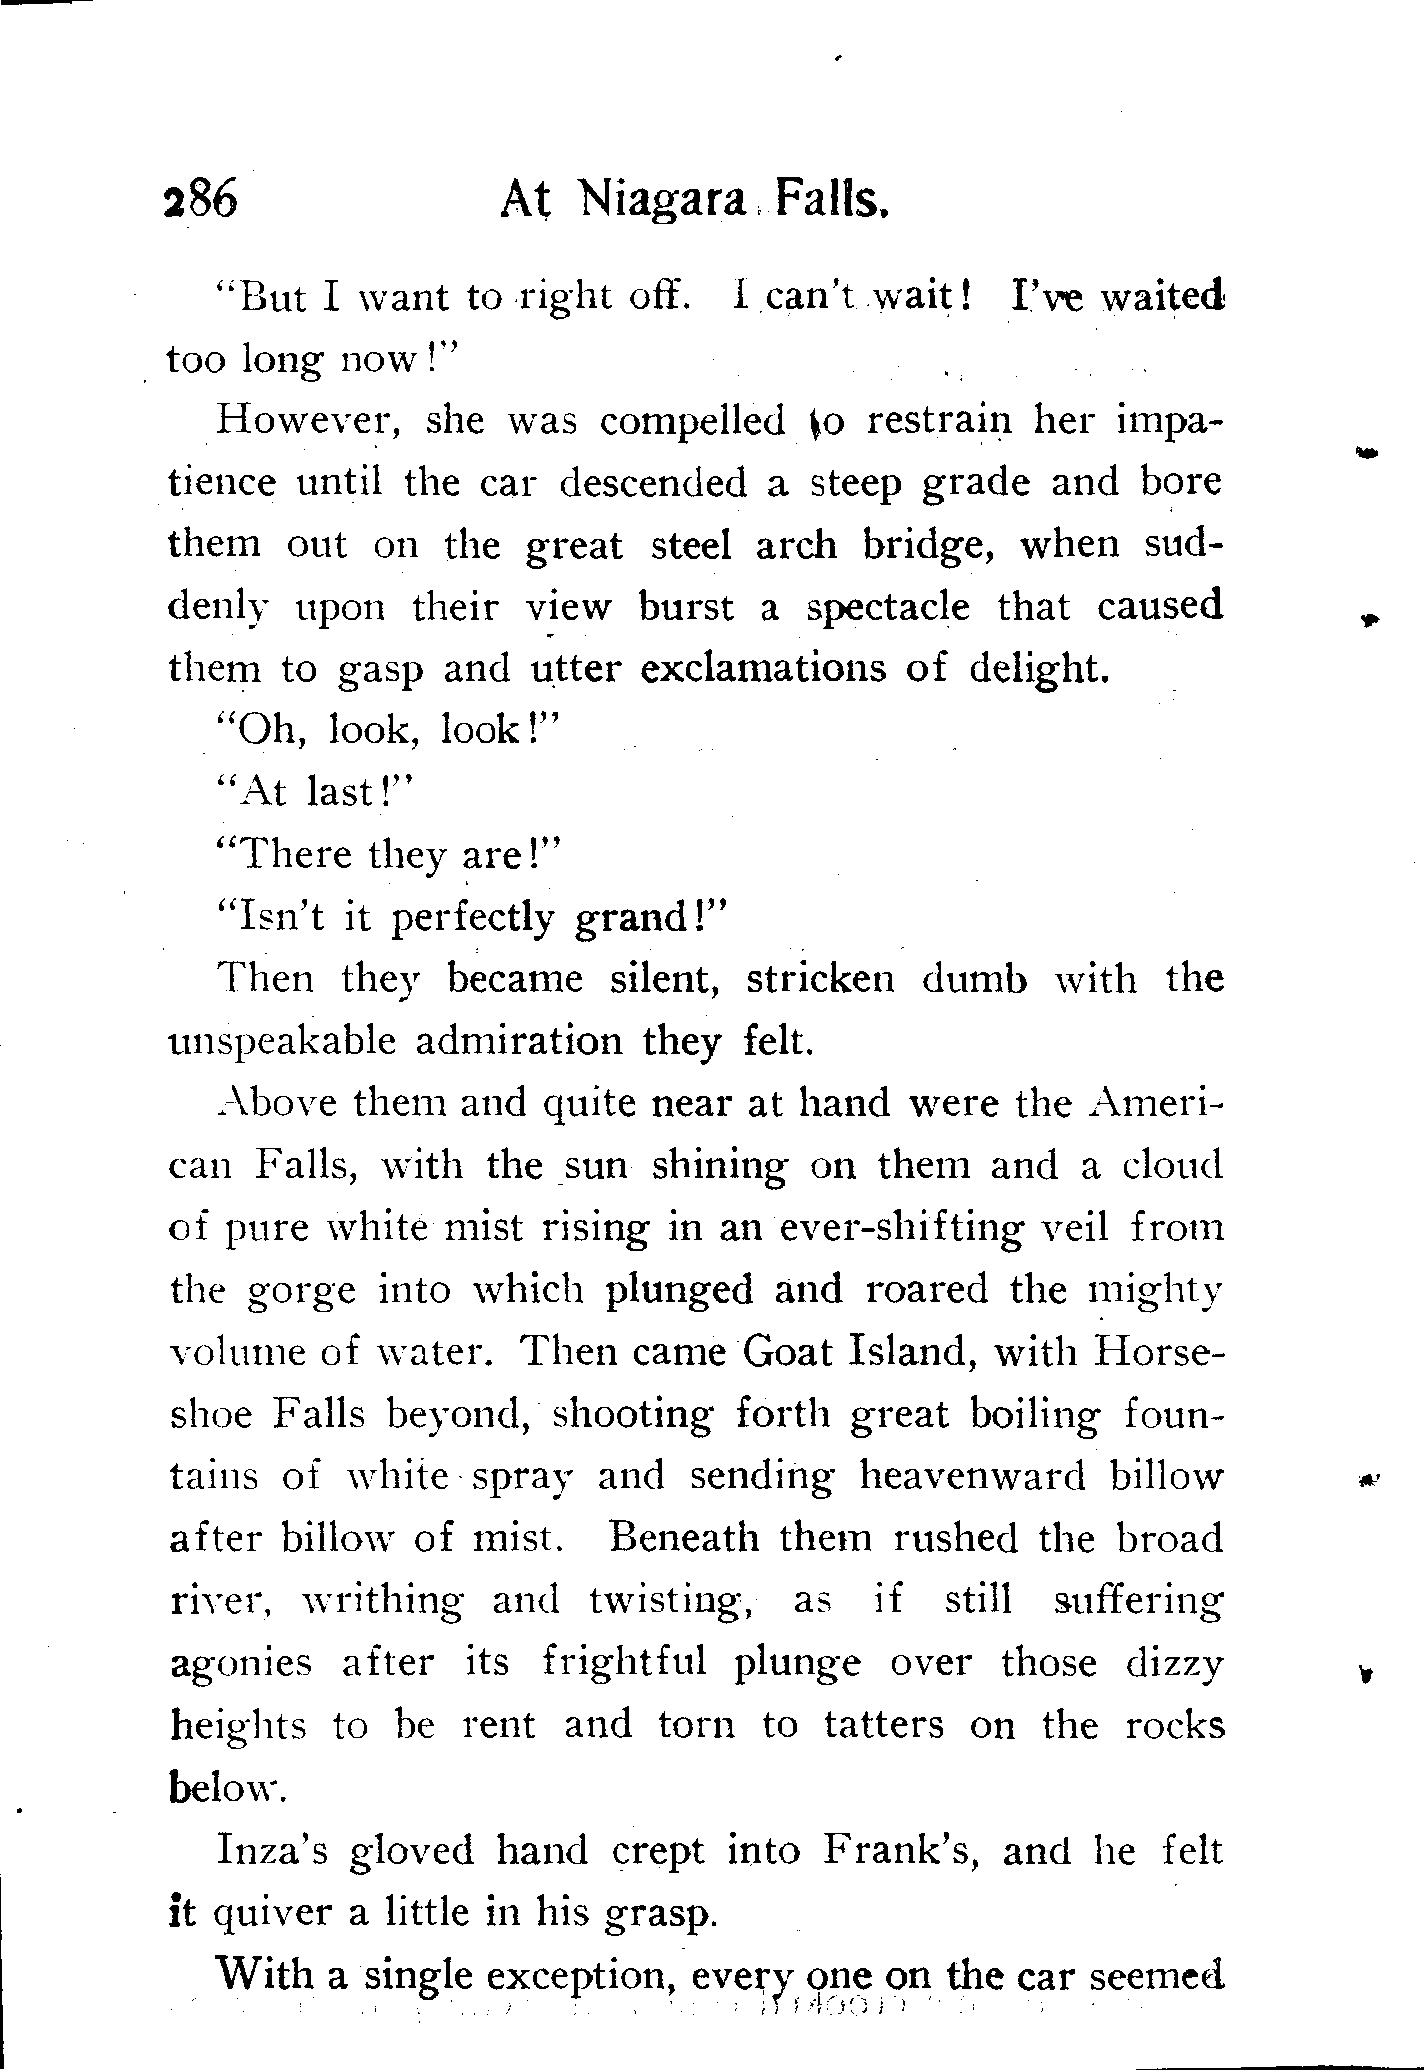 286 At Niagara Falls.
"But I want to right off. I can't wait! I've waited
too long now!"
However, she was compelled to restrain her impa-
tience until the car descended a steep grade and bore
them out on the great steel arch bridge, when sud-
denly upon their view burst a spectacle that caused
them to gasp and utter exclamations of delight.
"Oh, look, look!"
"At last!"
"There they are!"
"Isn't it perfectly grand!"
Then they became silent, stricken dumb with the
unspeakable admiration they felt.
Above them and quite near at hand were the Ameri-
can Falls, with the sun shining on them and a cloud
of pure white mist rising in an ever-shifting veil from
the gorge into which plunged and roared the mighty
volume of water. Then came Goat Island, with Horse-
shoe Falls beyond, shooting forth great boiling foun-
tains of white spray and sending heavenward billow
after billow of mist. Beneath them rushed the broad
river, writhing and twisting, as if still suffering
agonies after its frightful plunge over those dizzy
heights to be rent and torn to tatters on the rocks
below.
Inza's gloved hand crept into Frank's, and he felt
it quiver a little in his grasp.
With a single exception, every one on the car seemed